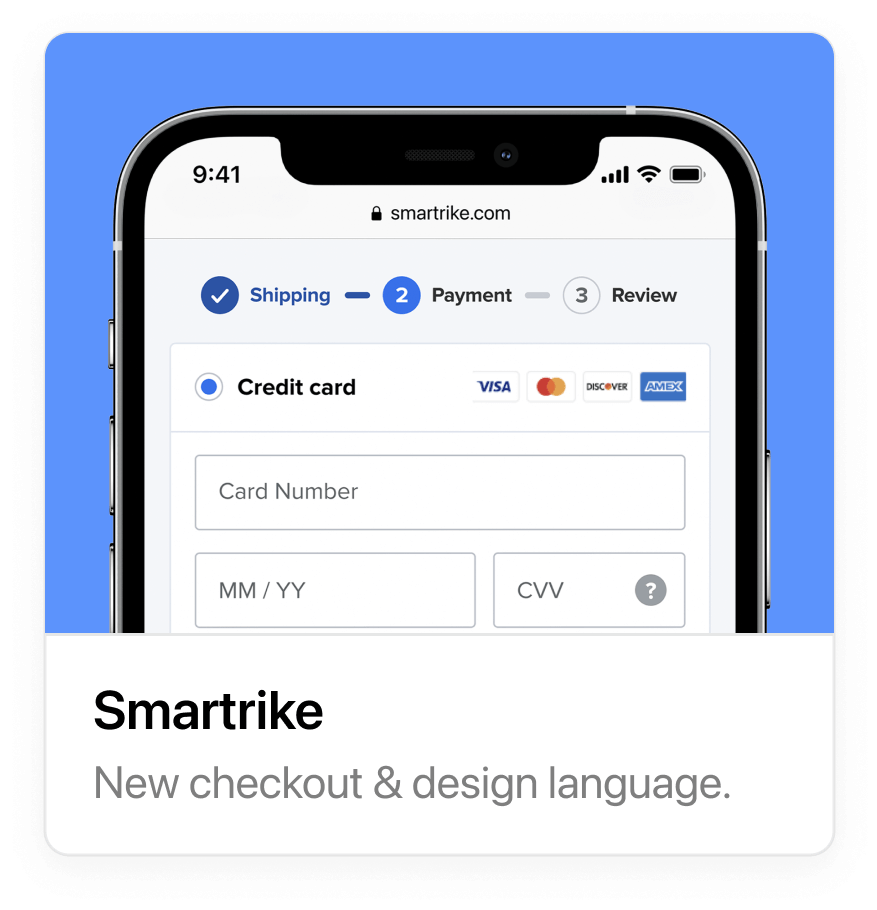 9:41
smartrike.com
Shipping 2 Payment 3 Review
Credit card VISA DISCOVER AMEX
Card Number
MM / YY CVV ?
Smartrike
New checkout & design language.